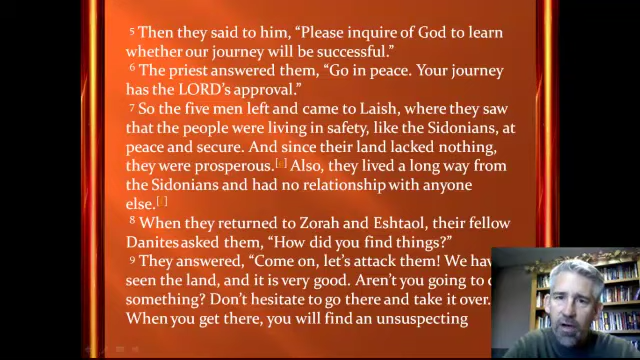 5 Then they said to him, “Please inquire of God to learn
whether our journey will be successful.”
6 The priest answered them, “Go in peace. Your journey
has the LORD’s approval.”
7 So the five men left and came to Laish, where they saw
that the people were living in safety, like the Sidonians, at
peace and secure. And since their land lacked nothing,
they were prosperous.[e] Also, they lived a long way from
the Sidonians and had no relationship with anyone
else.[f]
8 When they returned to Zorah and Eshtaol, their fellow
Danites asked them, “How did you find things?”
9 They answered, “Come on, let’s attack them! We have
seen the land, and it is very good. Aren’t you going to
something? Don’t hesitate to go there and take it over.
When you get there, you will find an unsuspecting